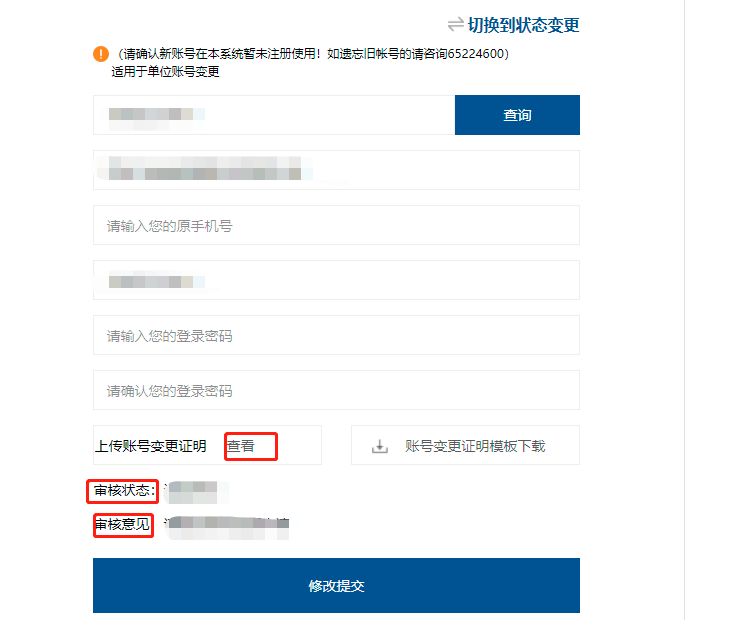 切换到状态变更
（请确认新账号在本系统暂未注册使用！如遗忘旧帐号的请咨询65224600）
适用于单位账号变更
查询
请输入您的原手机号
请输入您的登录密码
请确认您的登录密码
上传账号变更证明 查看 账号变更证明模板下载
审核状态：
审核意见
修改提交